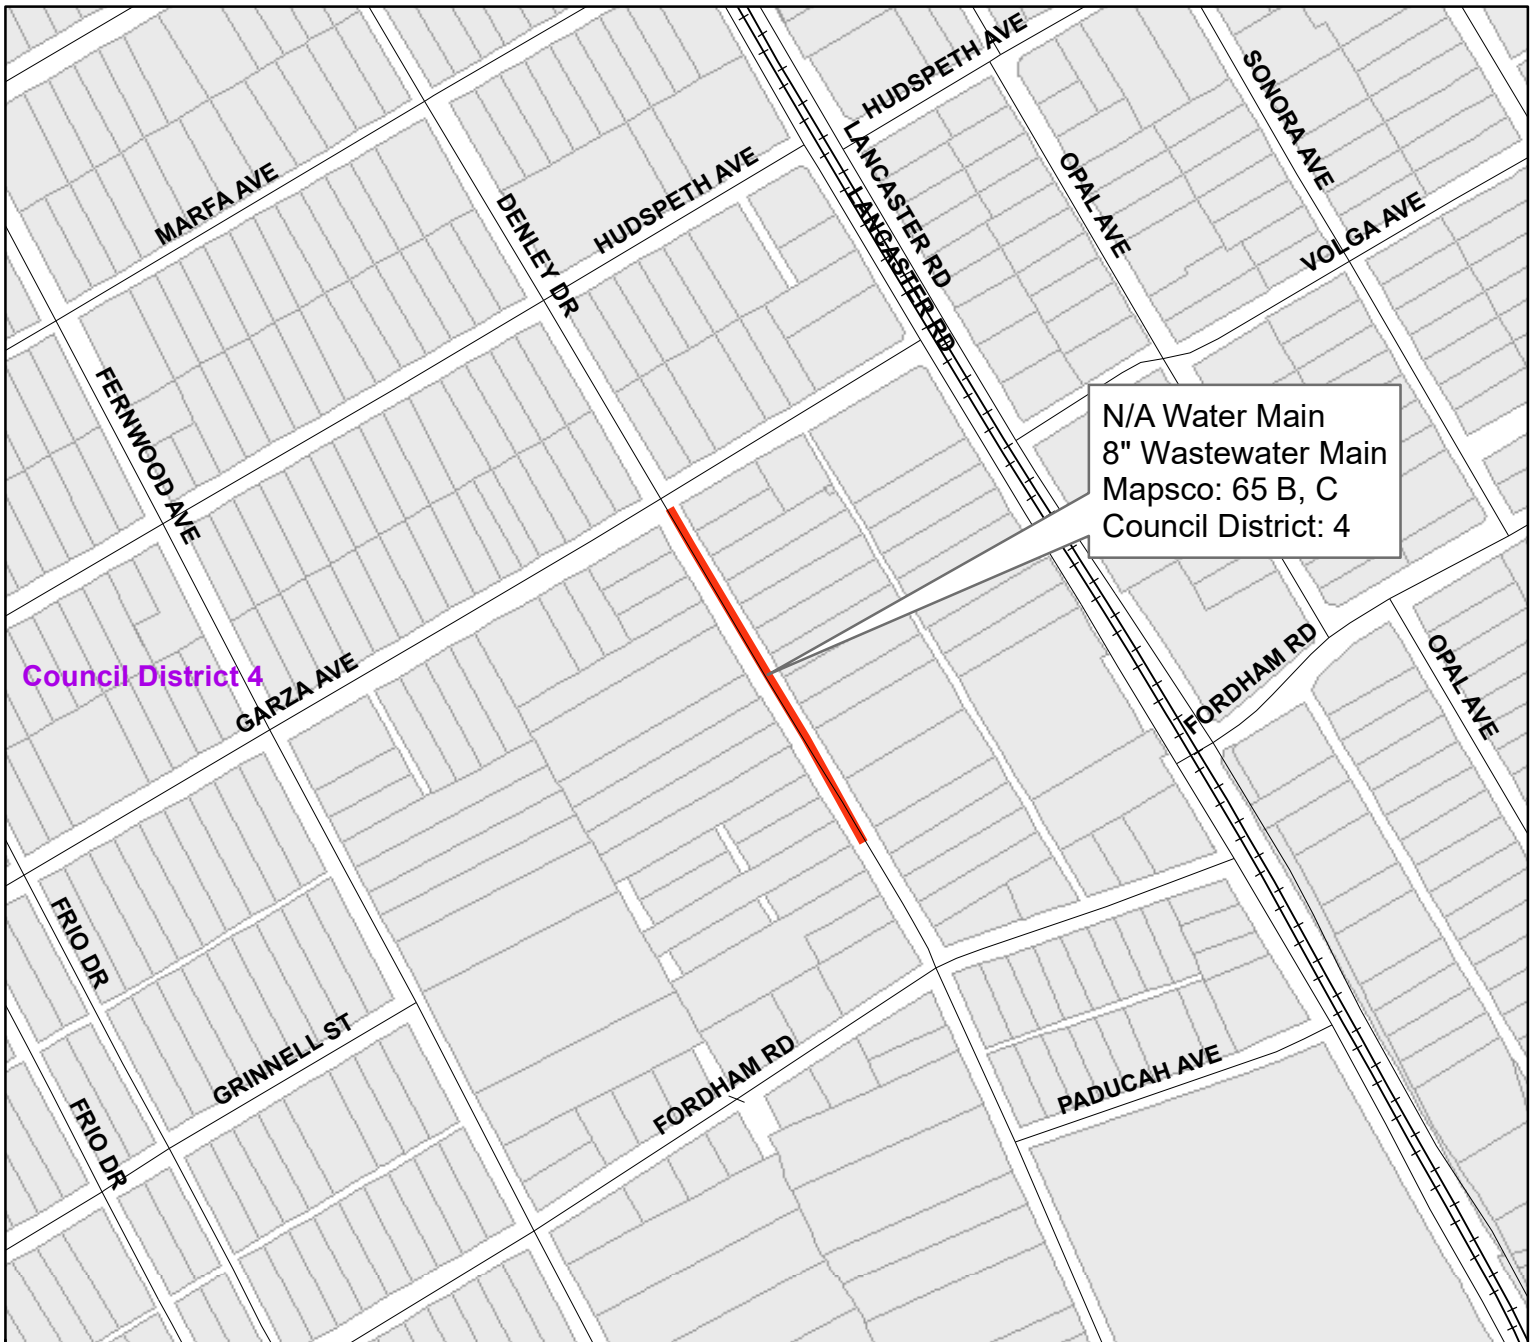 HUDSPETH AVE
SONORA AVE
LANCASTER RD
MARFA AVE
HUDSPETH AVE
OPAL AVE
DENLEY DR
LANCASTER RD
VOLGA AVE
FERNWOOD AVE
N/A Water Main
8" Wastewater Main
Mapsco: 65 B, C
Council District: 4
Council District 4
GARZA AVE
FORDHAM RD
OPAL AVE
FRIO DR
GRINNELL ST
FORDHAM RD
PADUCAH AVE
FRIO DR